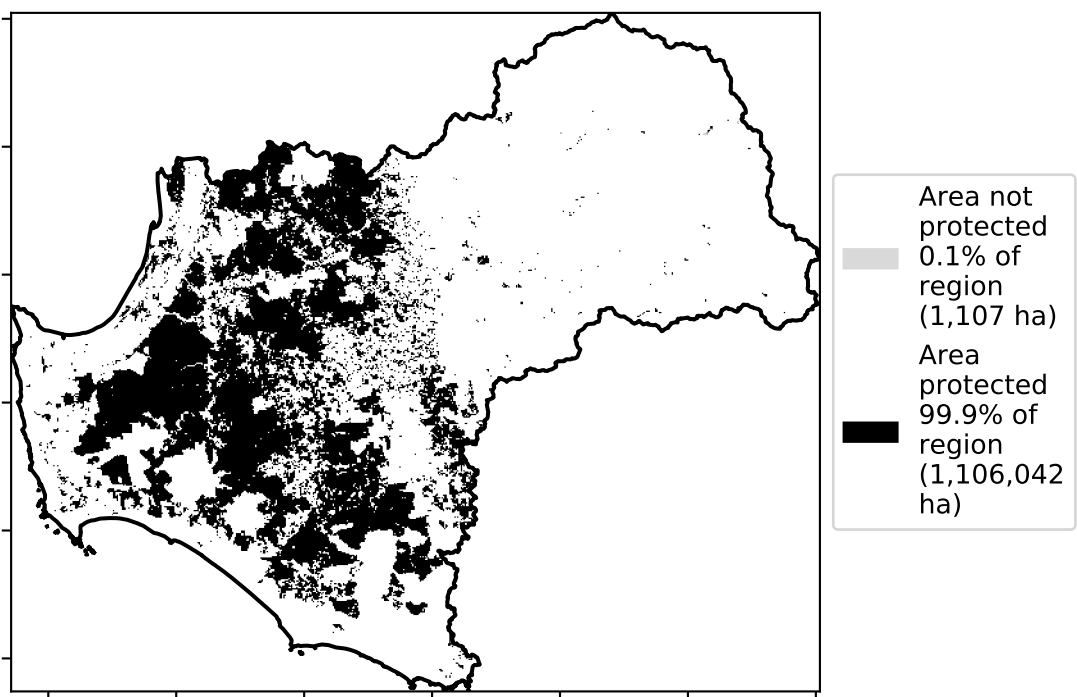 Area not
protected
0.1% of
region
(1,107 ha)
Area
protected
99.9% of
region
(1,106,042
ha)